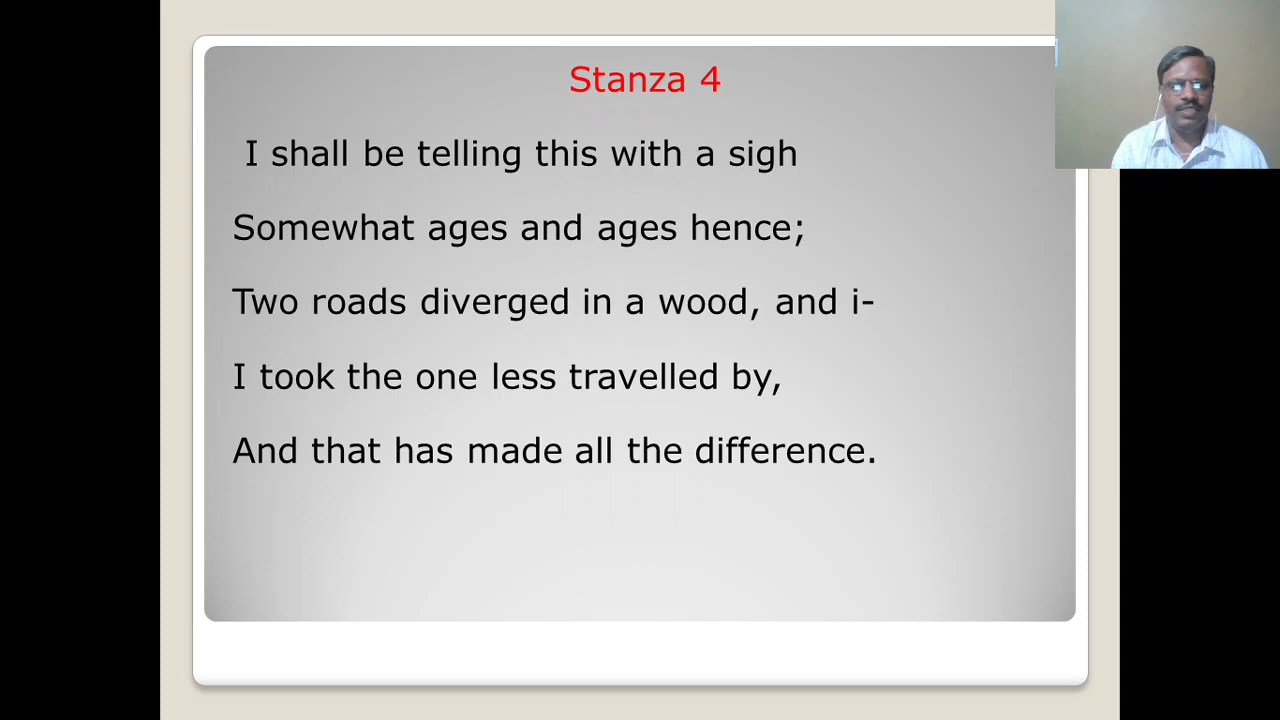 Stanza 4
I shall be telling this with a sigh
Somewhat ages and ages hence;
Two roads diverged in a wood, and i-
I took the one less travelled by,
And that has made all the difference.